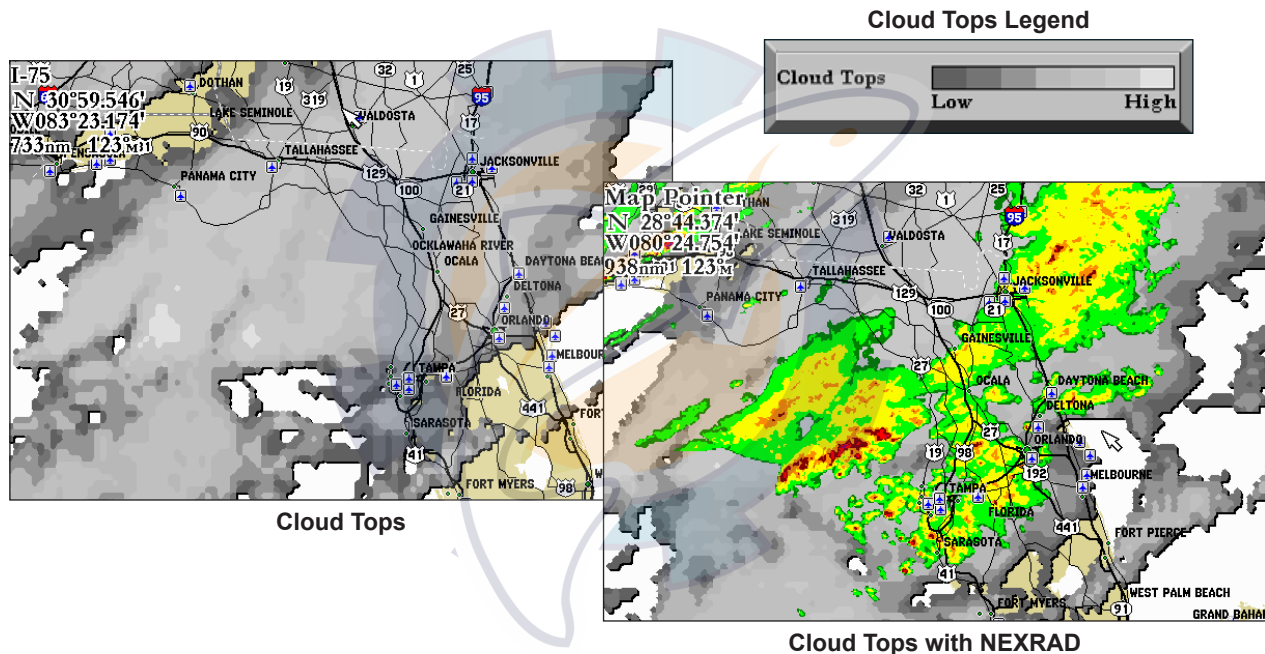 Cloud Tops Legend
Cloud Tops
Low High
I-75
N 30°59.546'
W083°23.174'
733nm 123°M
DOTHAN
32
1
25
19
319
95
LAKE SEMINOLE
VALDOSTA
17
90
TALLAHASSEE
JACKSONVILLE
PANAMA CITY
129
100
21
GAINESVILLE
OCKLAWAHA RIVER
OCALA
DAYTONA BEA
DELTONA
27
ORLANDO
MELBOUR
TAMPA
FLORIDA
441
FOR
SARASOTA
41
FORT MYERS
98
W
Cloud Tops
Map Pointer
N 28°44.374'
W080°24.754'
938nm 123°M
29
THAN
32
1
25
319
95
LAKE SEMINOLE
VALDOSTA
17
TALLAHASSEE
JACKSONVILLE
PANAMA CITY
129
100
21
GAINESVILLE
27
OCALA
DAYTONA BEACH
DELTONA
27
19
98
ORLANDO
192
MELBOURNE
TAMPA
FLORIDA
441
FORT PIERCE
SARASOTA
41
FORT MYERS
WEST PALM BEACH
91
GRAND BAHA
Cloud Tops with NEXRAD